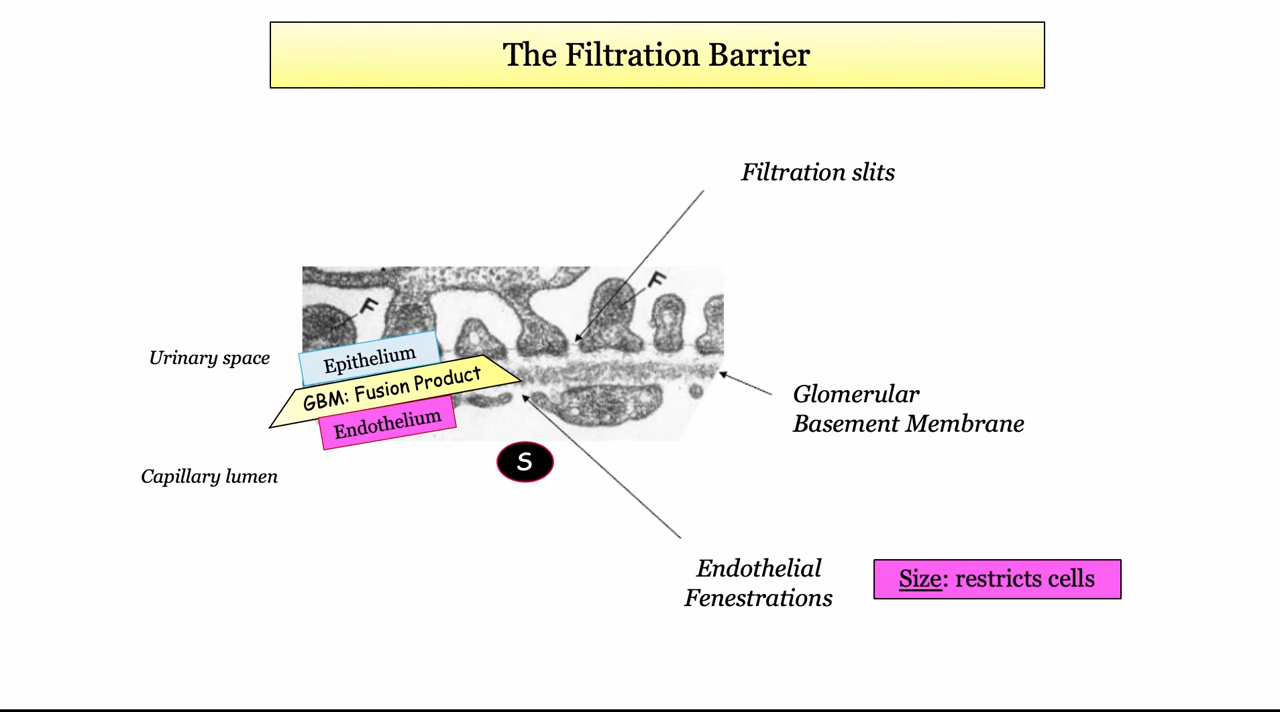 The Filtration Barrier
Filtration slits
F
F
Urinary space
Epithelium
GBM: Fusion Product
Endothelium
Glomerular
Basement Membrane
Capillary lumen
S
Endothelial
Fenestrations
Size: restricts cells